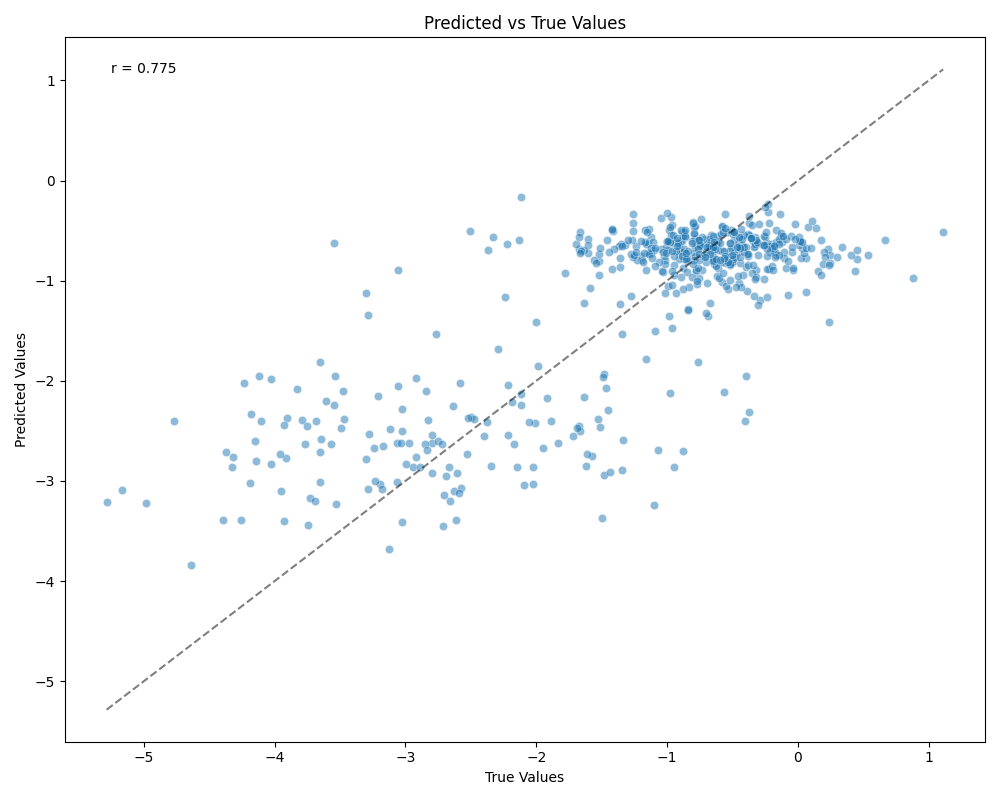 Predicted vs True Values
r = 0.775
1
0
−1
−2
−3
−4
−5
Predicted Values
−5 −4 −3 −2 −1 0 1
True Values